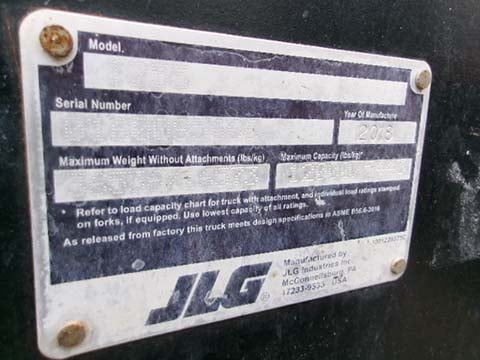 Model
Serial Number
Year Of Manufacture
2018
Maximum Weight Without Attachments (lbs/kg)
Maximum Capacity (lbs/kg)*
* Refer to load capacity chart for truck with attachment, and individual load ratings stamped
on forks, if equipped. Use lowest capacity of all ratings.
As released from factory this truck meets design specifications in ASME B56.6-2016
JLG®
Manufactured by
JLG Industries Inc.
McConnellsburg, PA
17233-9533 USA